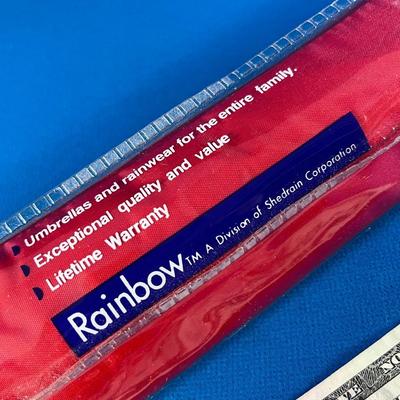 Umbrellas and rainwear for the entire family.
Exceptional quality and value
Lifetime Warranty
Rainbow TM A Division of Shedrain Corporation